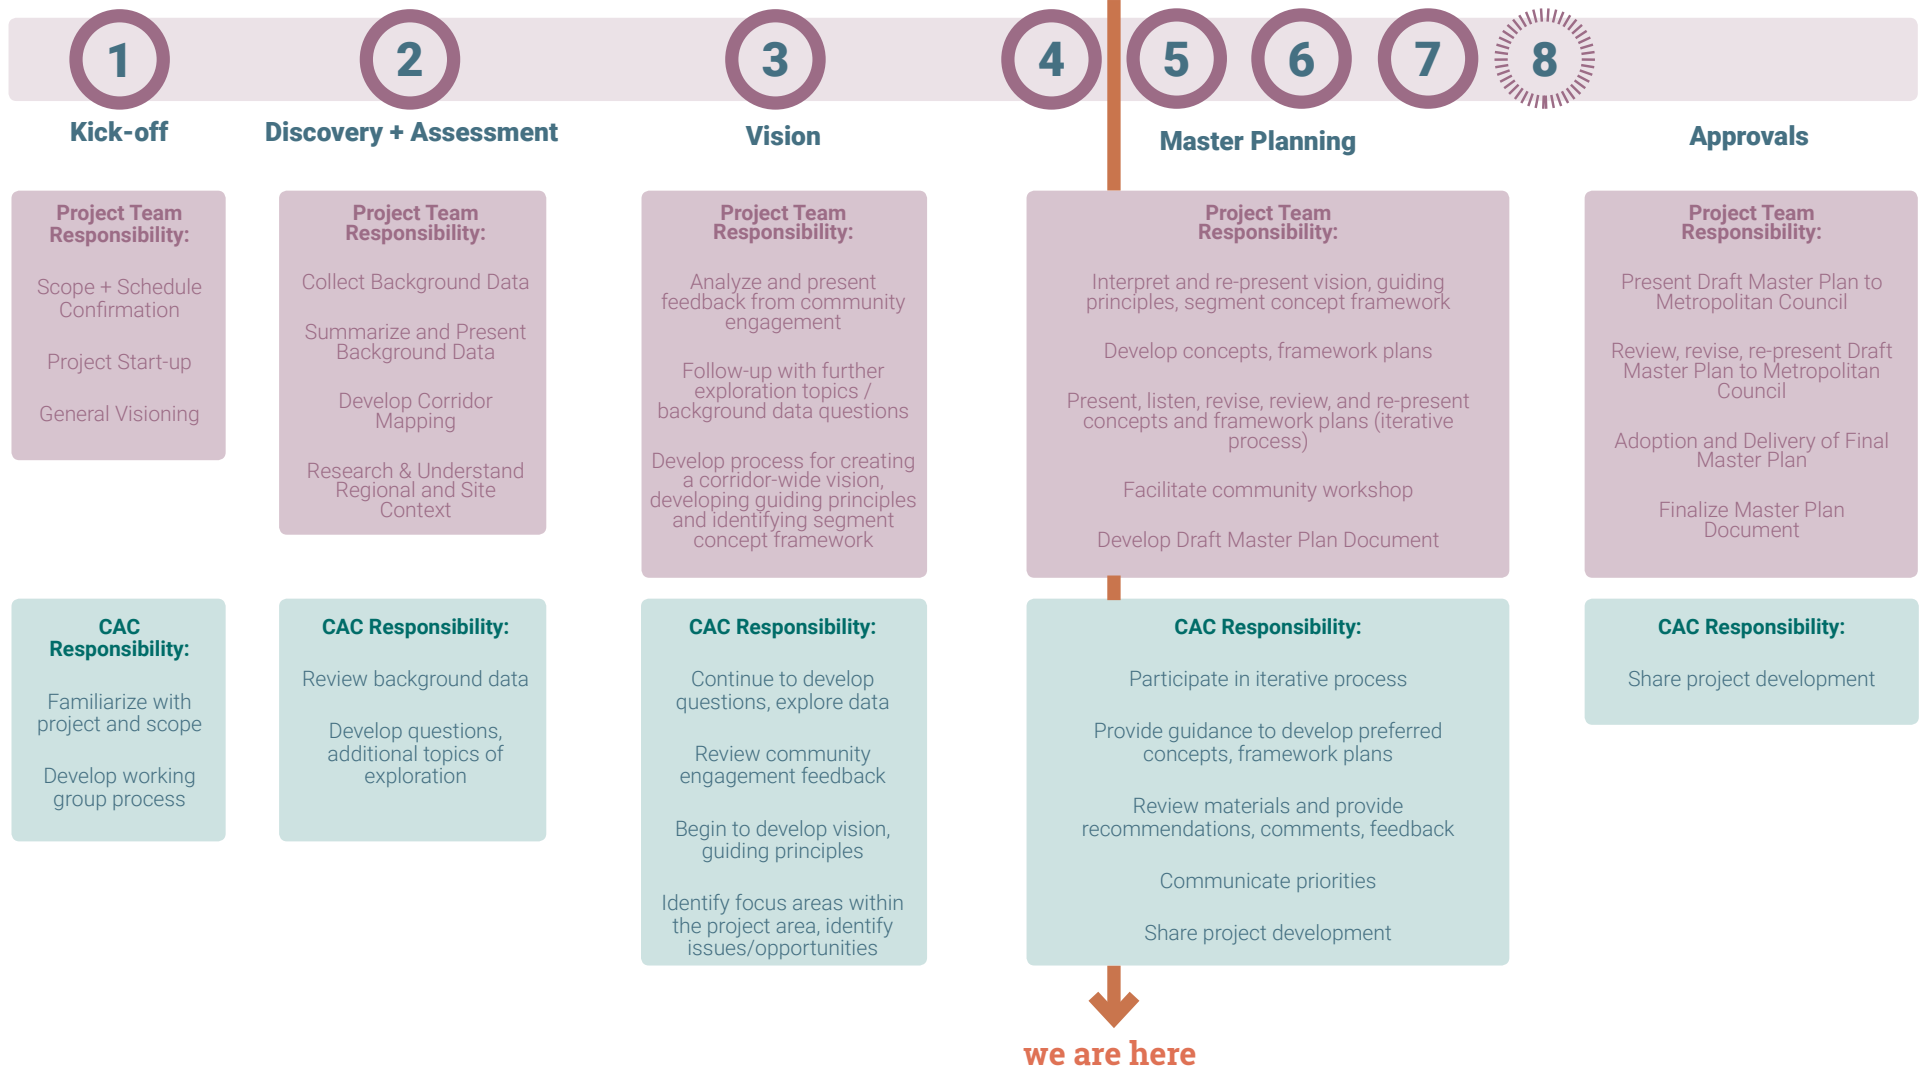 1
2
3
4
5
6
7
8
Kick-off
Discovery + Assessment
Vision
Master Planning
Approvals
Project Team
Responsibility:
Scope + Schedule
Confirmation
Project Start-up
General Visioning
Project Team
Responsibility:
Collect Background Data
Summarize and Present
Background Data
Develop Corridor
Mapping
Research & Understand
Regional and Site
Context
Project Team
Responsibility:
Analyze and present
feedback from community
engagement
Follow-up with further
exploration topics /
background data questions
Develop process for creating
a corridor-wide vision,
developing guiding principles
and identifying segment
concept framework
Project Team
Responsibility:
Interpret and re-present vision, guiding
principles, segment concept framework
Develop concepts, framework plans
Present, listen, revise, review, and re-present
concepts and framework plans (iterative
process)
Facilitate community workshop
Develop Draft Master Plan Document
Project Team
Responsibility:
Present Draft Master Plan to
Metropolitan Council
Review, revise, re-present Draft
Master Plan to Metropolitan
Council
Adoption and Delivery of Final
Master Plan
Finalize Master Plan
Document
CAC
Responsibility:
Familiarize with
project and scope
Develop working
group process
CAC Responsibility:
Review background data
Develop questions,
additional topics of
exploration
CAC Responsibility:
Continue to develop
questions, explore data
Review community
engagement feedback
Begin to develop vision,
guiding principles
Identify focus areas within
the project area, identify
issues/opportunities
CAC Responsibility:
Participate in iterative process
Provide guidance to develop preferred
concepts, framework plans
Review materials and provide
recommendations, comments, feedback
Communicate priorities
Share project development
CAC Responsibility:
Share project development
we are here